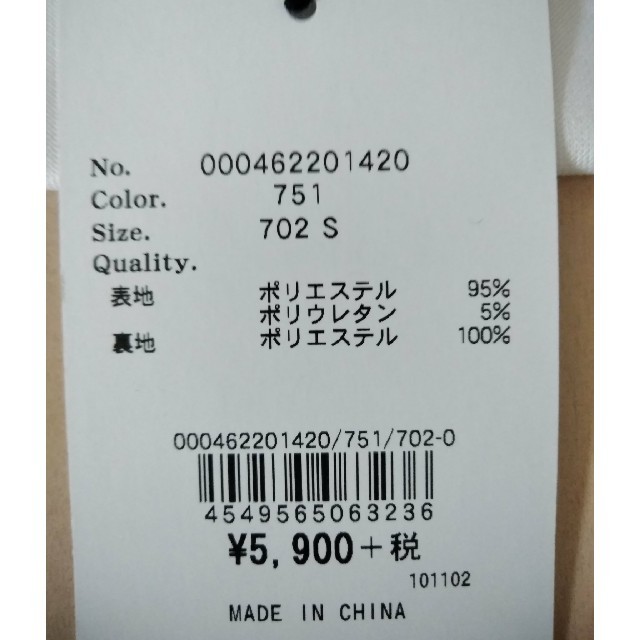 No. 000462201420
Color. 751
Size. 702 S
Quality.
表地 ポリエステル 95%
ポリウレタン 5%
裏地 ポリエステル 100%
000462201420/751/702-0
4549565063236
¥5,900+税
101102
MADE IN CHINA